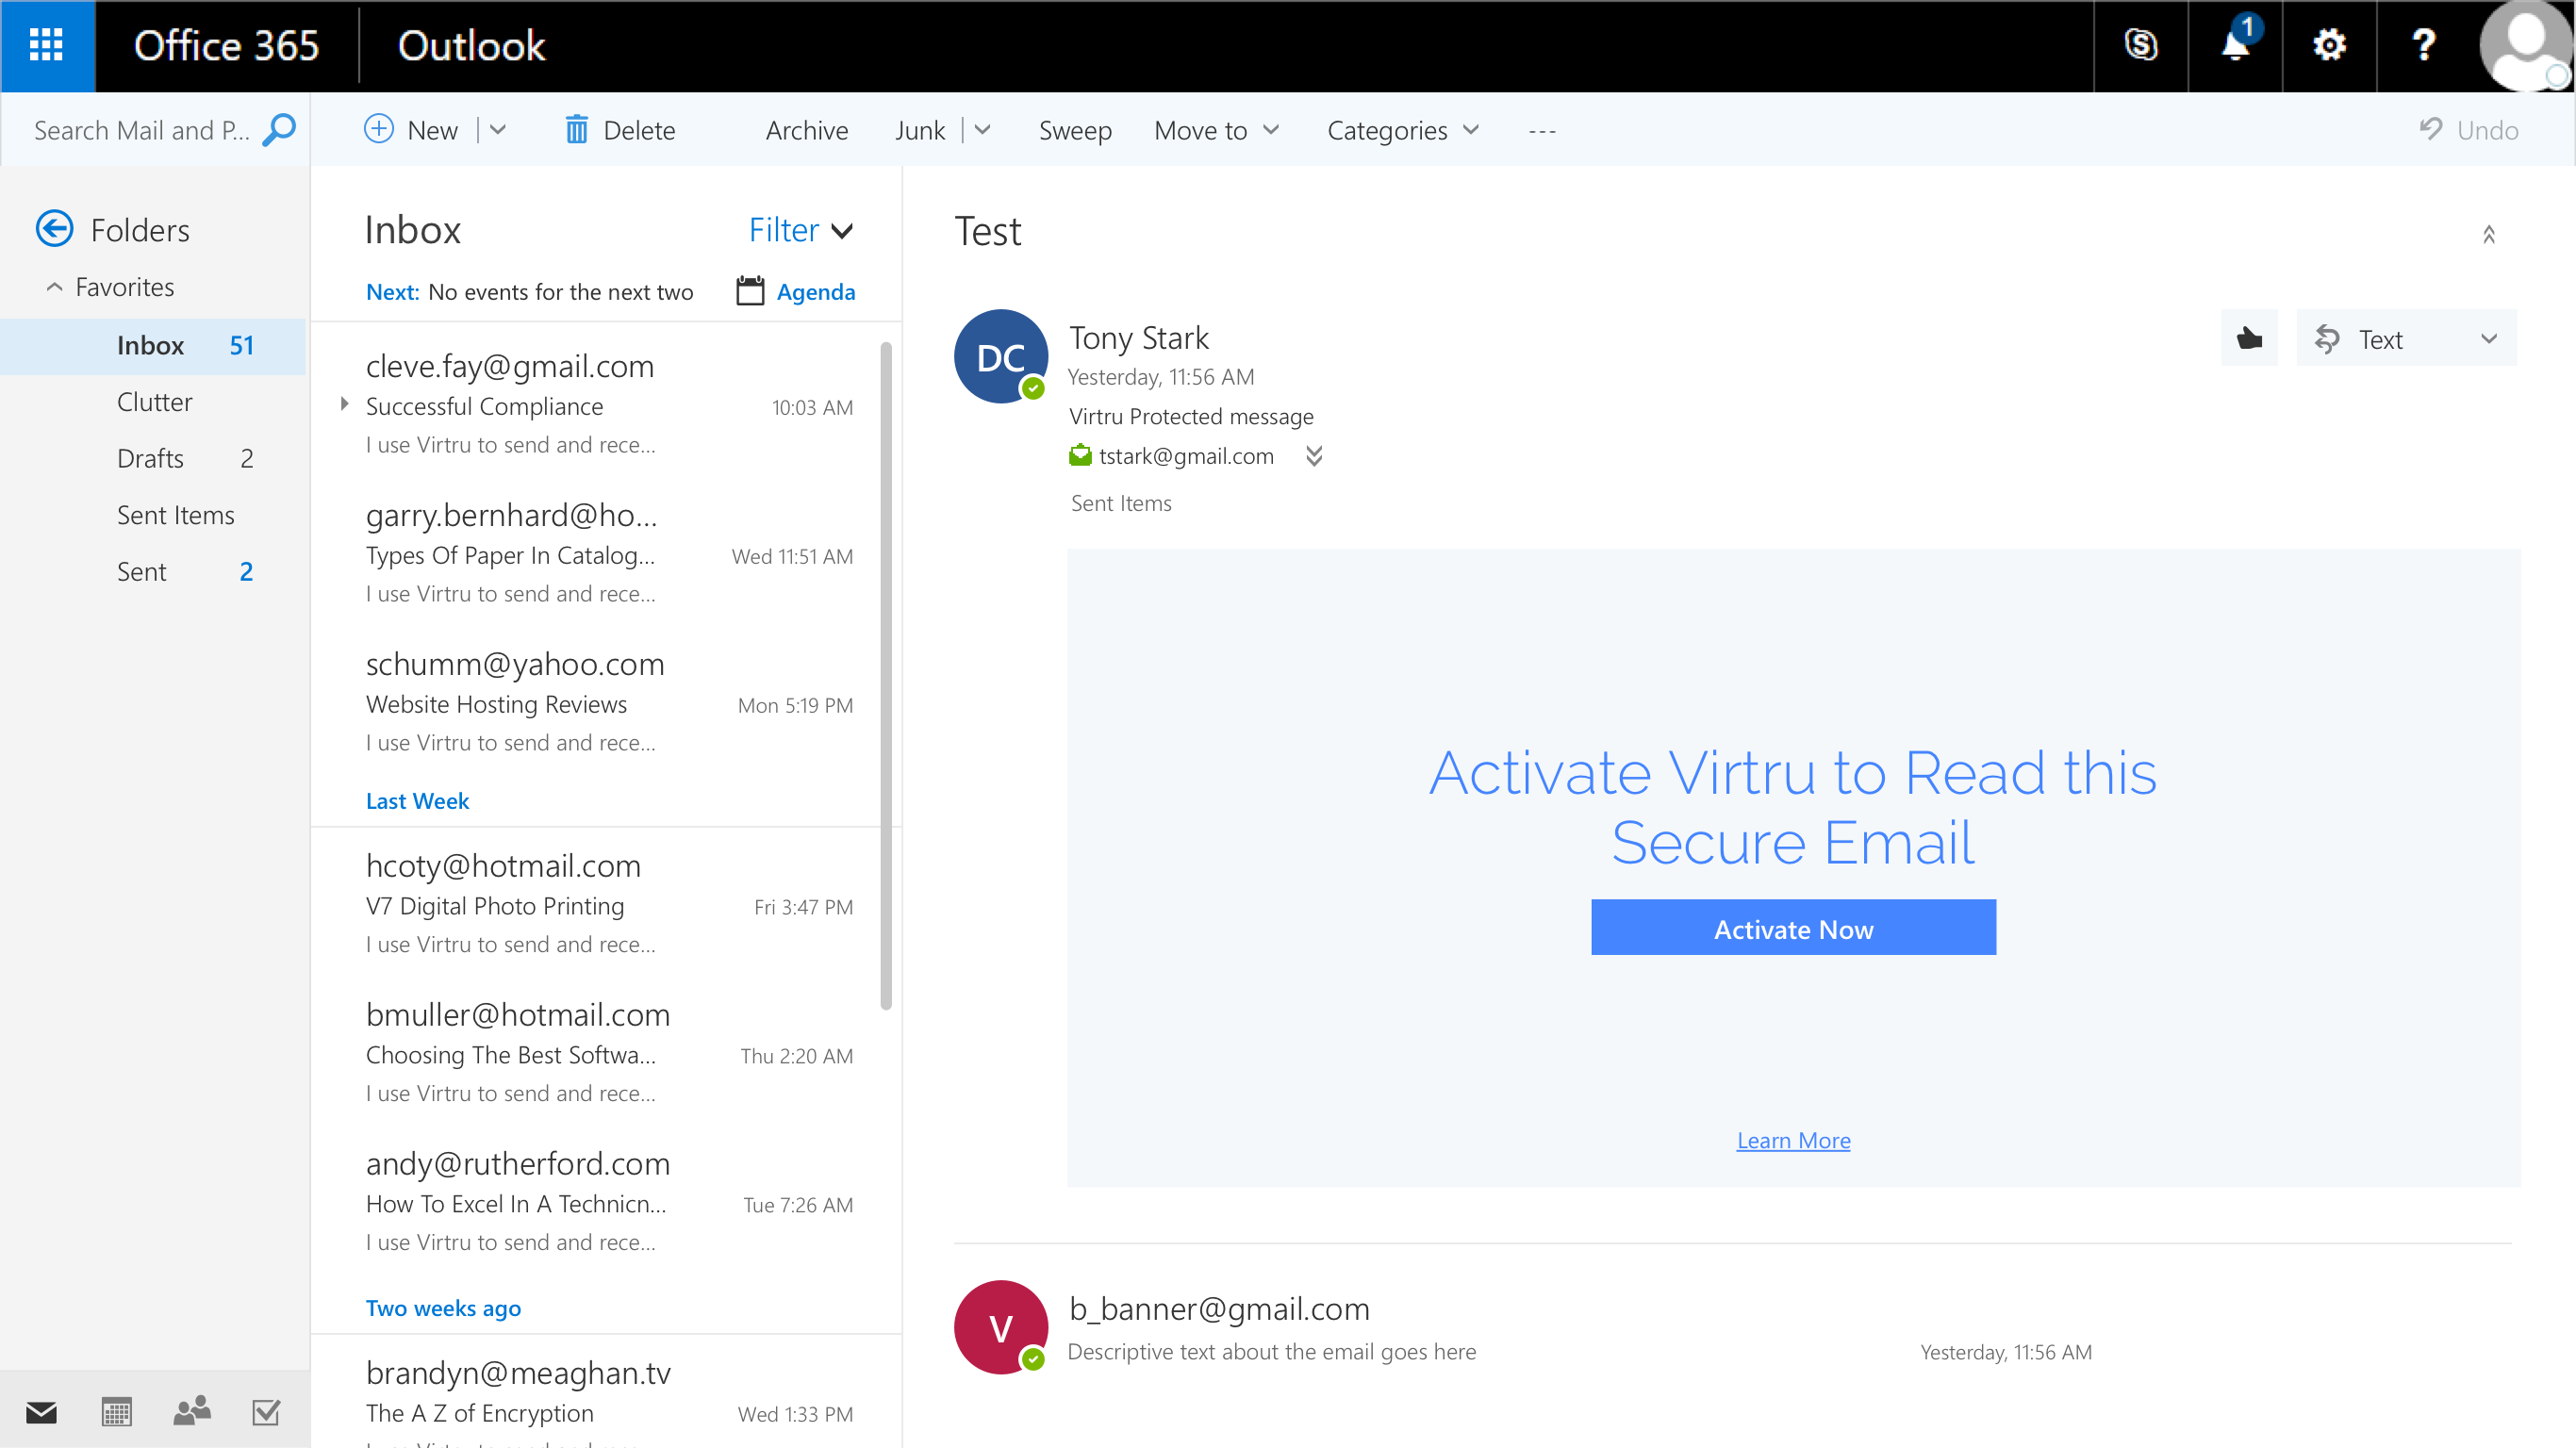 Office 365
Outlook
1
?
Search Mail and P...
New
Delete
Archive
Junk
Sweep
Move to
Categories
---
Undo
Folders
Favorites
Inbox 51
Clutter
Drafts 2
Sent Items
Sent 2
Inbox
Filter
Next: No events for the next two
Agenda
cleve.fay@gmail.com
Successful Compliance 10:03 AM
I use Virtru to send and rece...
garry.bernhard@ho...
Types Of Paper In Catalog... Wed 11:51 AM
I use Virtru to send and rece...
schumm@yahoo.com
Website Hosting Reviews Mon 5:19 PM
I use Virtru to send and rece...
Last Week
hcoty@hotmail.com
V7 Digital Photo Printing Fri 3:47 PM
I use Virtru to send and rece...
bmuller@hotmail.com
Choosing The Best Softwa... Thu 2:20 AM
I use Virtru to send and rece...
andy@rutherford.com
How To Excel In A Technicn... Tue 7:26 AM
I use Virtru to send and rece...
Two weeks ago
brandyn@meaghan.tv
The A Z of Encryption Wed 1:33 PM
Test
DC
Tony Stark
Yesterday, 11:56 AM
Virtru Protected message
tstark@gmail.com
Sent Items
Text
Activate Virtru to Read this
Secure Email
Activate Now
Learn More
V
b_banner@gmail.com
Descriptive text about the email goes here
Yesterday, 11:56 AM